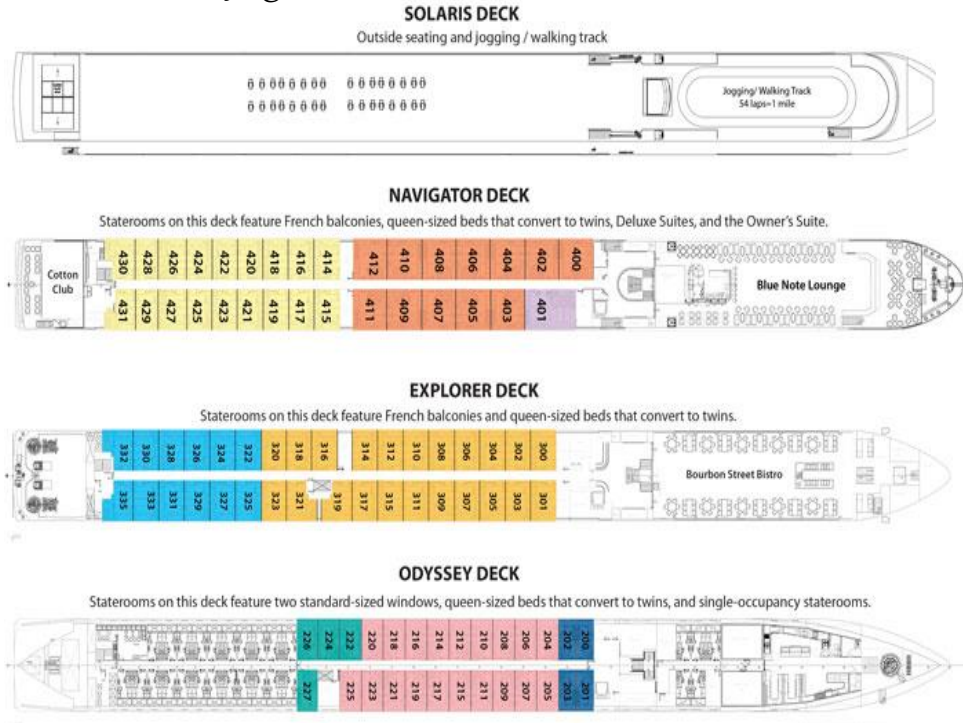 SOLARIS DECK
Outside seating and jogging / walking track
Jogging/ Walking Track
54 laps=1 mile
NAVIGATOR DECK
Staterooms on this deck feature French balconies, queen-sized beds that convert to twins, Deluxe Suites, and the Owner's Suite.
430 428 426 424 422 420 418 416 414 412 410 408 406 404 402 400
Cotton
Club
Blue Note Lounge
431 429 427 425 423 421 419 417 415 411 409 407 405 403 401
EXPLORER DECK
Staterooms on this deck feature French balconies and queen-sized beds that convert to twins.
332 330 328 326 324 322 320 318 316 314 312 310 308 306 304 302 300
Bourbon Street Bistro
335 333 331 329 327 325 323 321 319 317 315 311 309 307 305 303 301
ODYSSEY DECK
Staterooms on this deck feature two standard-sized windows, queen-sized beds that convert to twins, and single-occupancy staterooms.
226 224 222 220 218 216 214 212 210 208 206 204 202 200
227 225 223 221 219 217 215 211 209 207 205 203 201